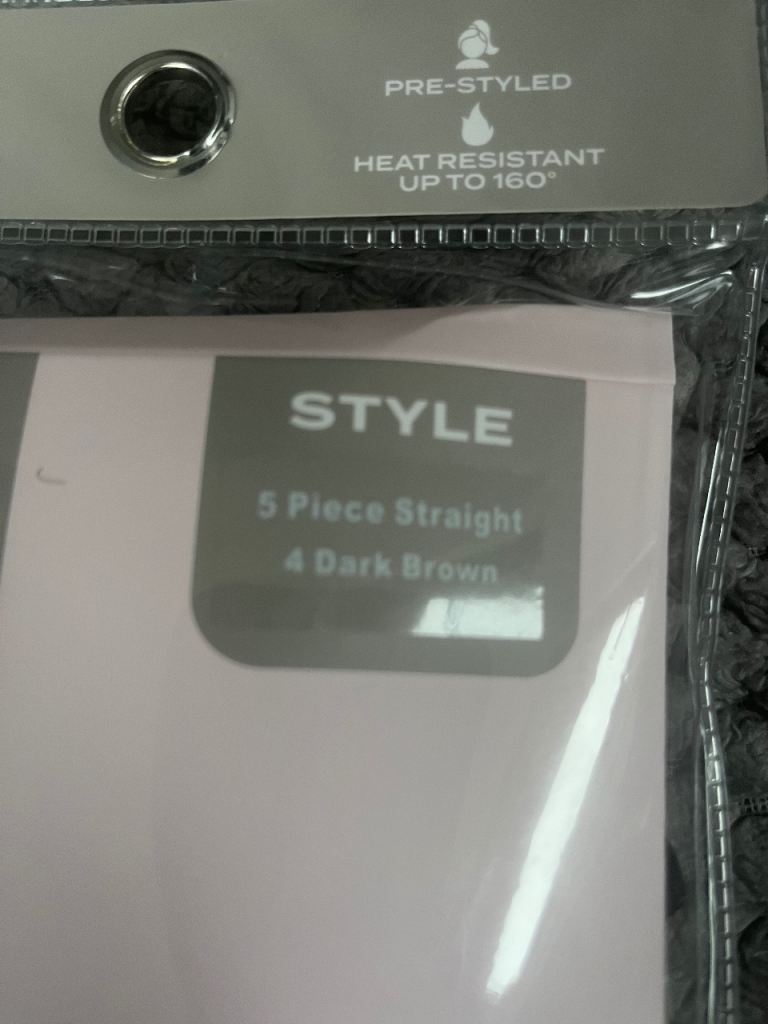 PRE-STYLED
HEAT RESISTANT
UP TO 160°
STYLE
5 Piece Straight
4 Dark Brown